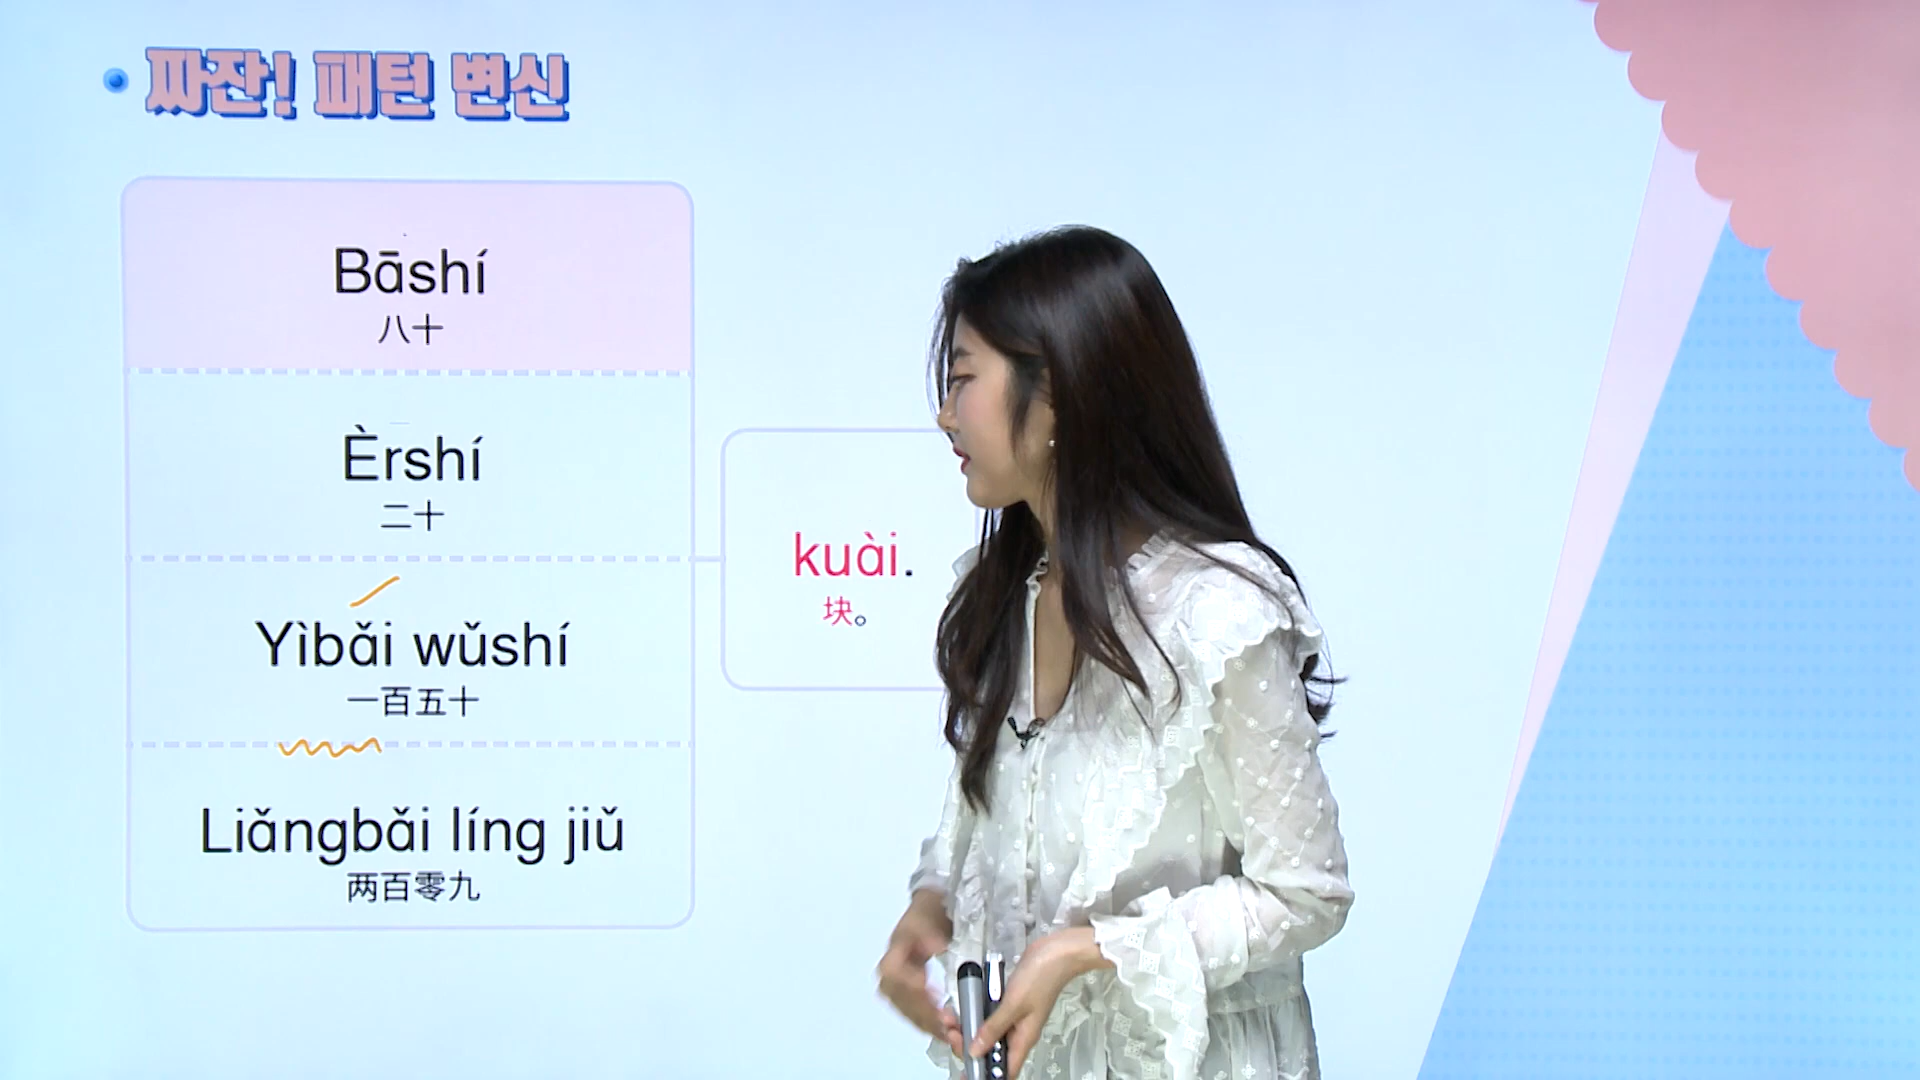 짜잔! 패턴 변신
Bāshí
八十
Èrshí
二十
Yìbǎi wǔshí
一百五十
Liǎngbǎi líng jiǔ
两百零九
kuài.
块。